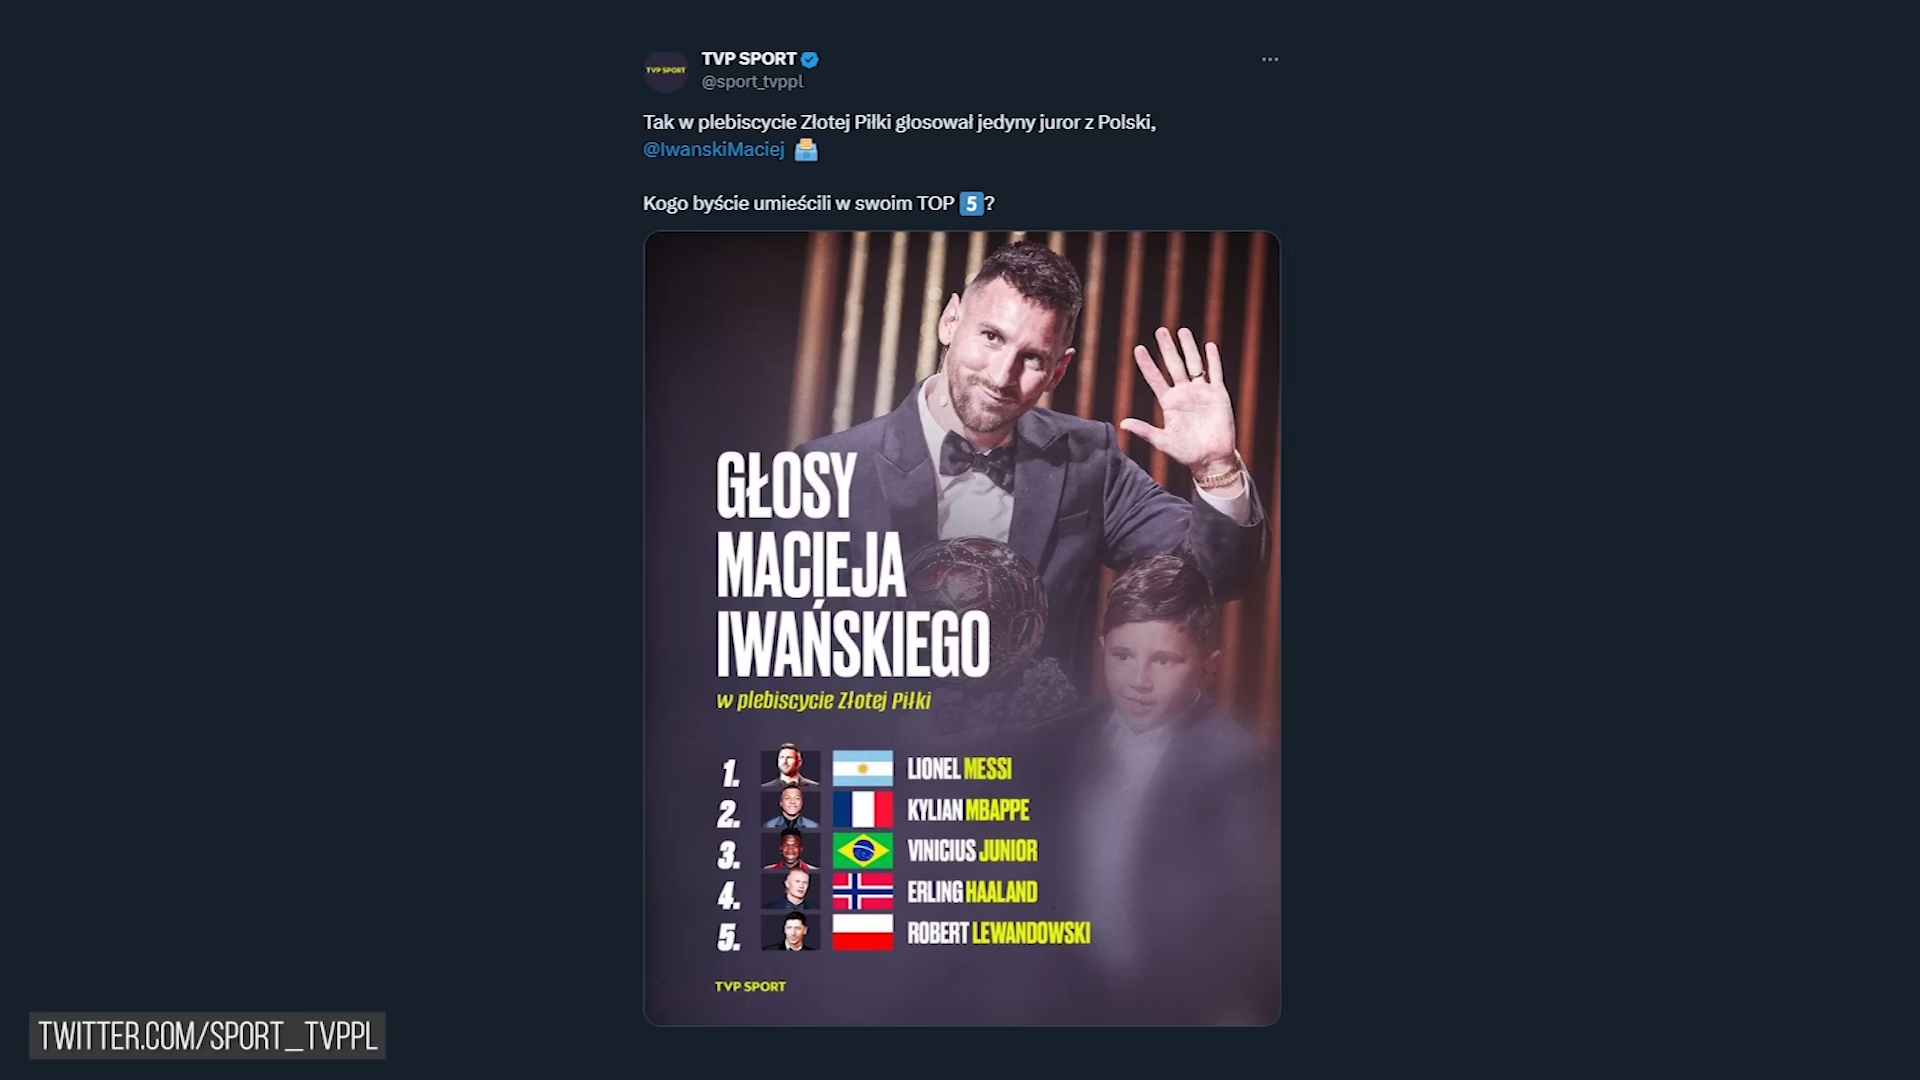 TVP SPORT
TVP SPORT
@sport_tvppl
Tak w plebiscycie Złotej Piłki głosował jedyny juror z Polski,
@IwanskiMaciej
Kogo byście umieścili w swoim TOP 5?
GŁOSY
MACIEJA
IWAŃSKIEGO
w plebiscycie Złotej Piłki
1. LIONEL MESSI
2. KYLIAN MBAPPE
3. VINICIUS JUNIOR
4. ERLING HAALAND
5. ROBERT LEWANDOWSKI
TVP SPORT
TWITTER.COM/SPORT_TVPPL